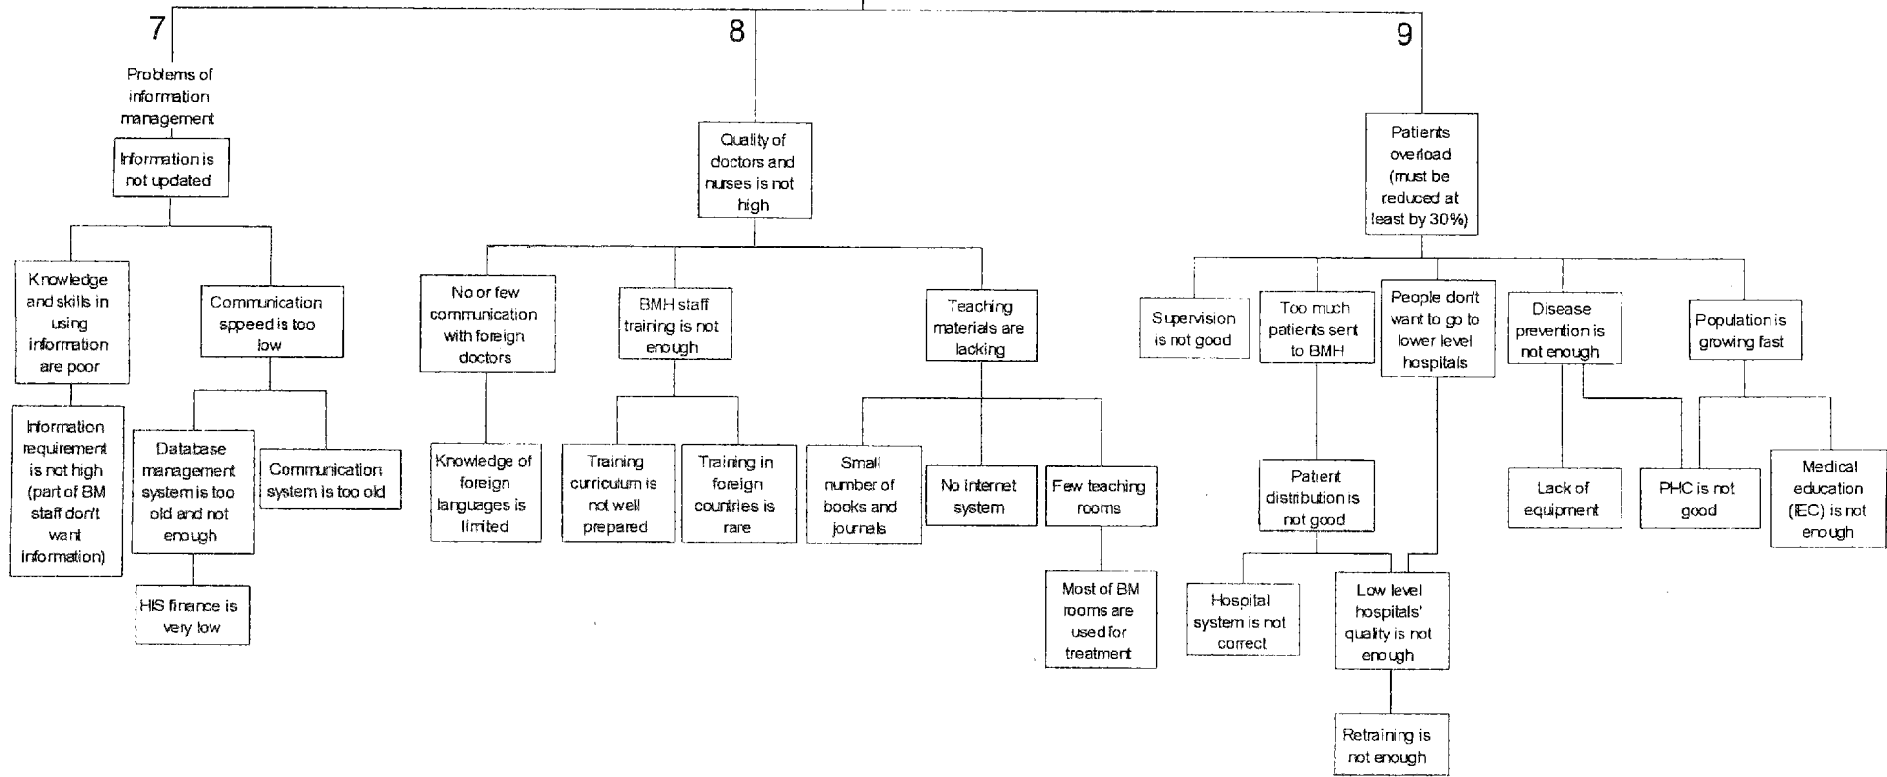 7
8
9
Problems of
information
management
Information is
not updated
Knowledge
and skills in
using
information
are poor
Communication
sppeed is too
low
Information
requirement
is not high
(part of BM
staff don't
want
information)
Database
management
system is too
old and not
enough
Communication
system is too old
HIS finance is
very low
Quality of
doctors and
nurses is not
high
No or few
communication
with foreign
doctors
BMH staff
training is not
enough
Teaching
materials are
lacking
Knowledge of
foreign
languages is
limited
Training
curriculum is
not well
prepared
Training in
foreign
countries is
rare
Small
number of
books and
journals
No internet
system
Few teaching
rooms
Most of BM
rooms are
used for
treatment
Patients
overload
(must be
reduced at
least by 30%)
Supervision
is not good
Too much
patients sent
to BMH
People don't
want to go to
lower level
hospitals
Disease
prevention is
not enough
Population is
growing fast
Patient
distribution is
not good
Lack of
equipment
PHC is not
good
Medical
education
(IEC) is not
enough
Hospital
system is not
correct
Low level
hospitals'
quality is not
enough
Retraining is
not enough